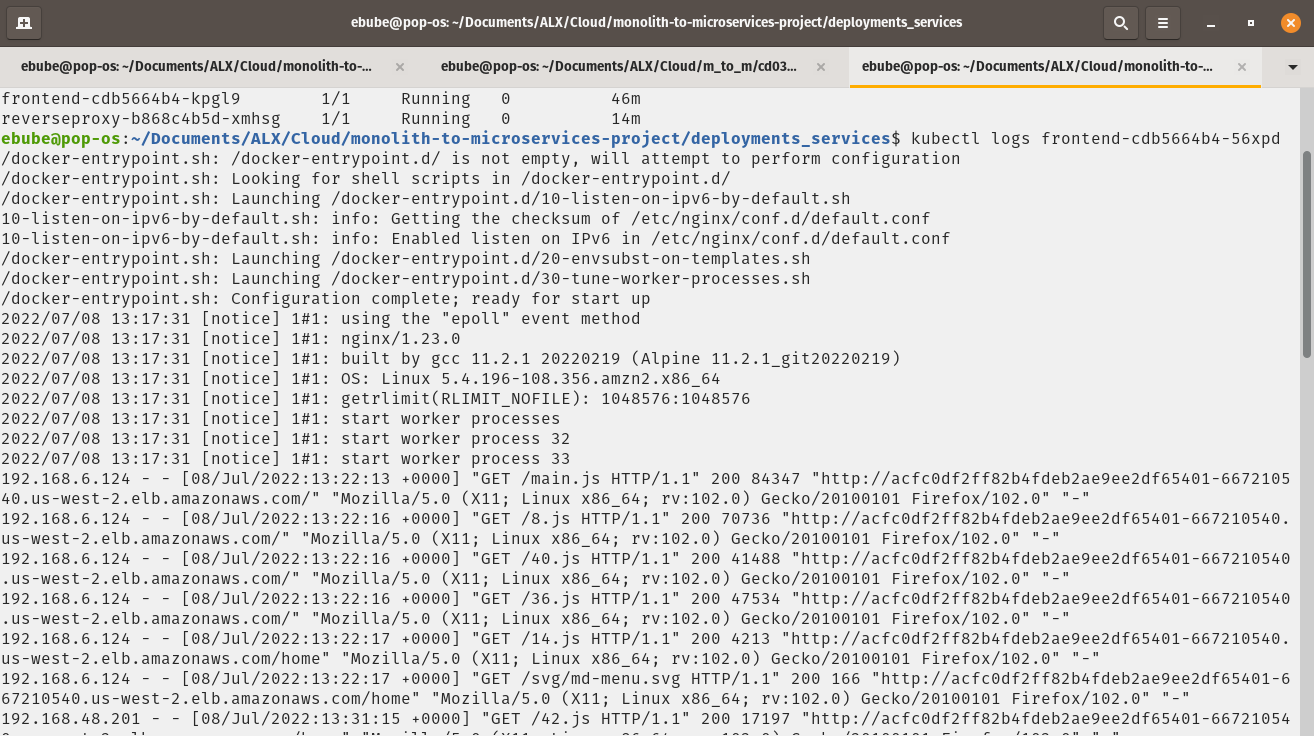 ebube@pop-os: ~/Documents/ALX/Cloud/monolith-to-microservices-project/deployments_services
ebube@pop-os: ~/Documents/ALX/Cloud/monolith-to-...
ebube@pop-os: ~/Documents/ALX/Cloud/m_to_m/cd03...
ebube@pop-os: ~/Documents/ALX/Cloud/monolith-to-...
frontend-cdb5664b4-kpgl9 1/1 Running 0 46m
reverseproxy-b868c4b5d-xmhsg 1/1 Running 0 14m
ebube@pop-os:~/Documents/ALX/Cloud/monolith-to-microservices-project/deployments_services$ kubectl logs frontend-cdb5664b4-56xpd
/docker-entrypoint.sh: /docker-entrypoint.d/ is not empty, will attempt to perform configuration
/docker-entrypoint.sh: Looking for shell scripts in /docker-entrypoint.d/
/docker-entrypoint.sh: Launching /docker-entrypoint.d/10-listen-on-ipv6-by-default.sh
10-listen-on-ipv6-by-default.sh: info: Getting the checksum of /etc/nginx/conf.d/default.conf
10-listen-on-ipv6-by-default.sh: info: Enabled listen on IPv6 in /etc/nginx/conf.d/default.conf
/docker-entrypoint.sh: Launching /docker-entrypoint.d/20-envsubst-on-templates.sh
/docker-entrypoint.sh: Launching /docker-entrypoint.d/30-tune-worker-processes.sh
/docker-entrypoint.sh: Configuration complete; ready for start up
2022/07/08 13:17:31 [notice] 1#1: using the "epoll" event method
2022/07/08 13:17:31 [notice] 1#1: nginx/1.23.0
2022/07/08 13:17:31 [notice] 1#1: built by gcc 11.2.1 20220219 (Alpine 11.2.1_git20220219)
2022/07/08 13:17:31 [notice] 1#1: OS: Linux 5.4.196-108.356.amzn2.x86_64
2022/07/08 13:17:31 [notice] 1#1: getrlimit(RLIMIT_NOFILE): 1048576:1048576
2022/07/08 13:17:31 [notice] 1#1: start worker processes
2022/07/08 13:17:31 [notice] 1#1: start worker process 32
2022/07/08 13:17:31 [notice] 1#1: start worker process 33
192.168.6.124 - - [08/Jul/2022:13:22:13 +0000] "GET /main.js HTTP/1.1" 200 84347 "http://acfc0df2ff82b4fdeb2ae9ee2df65401-6672105
40.us-west-2.elb.amazonaws.com/" "Mozilla/5.0 (X11; Linux x86_64; rv:102.0) Gecko/20100101 Firefox/102.0" "-"
192.168.6.124 - - [08/Jul/2022:13:22:16 +0000] "GET /8.js HTTP/1.1" 200 70736 "http://acfc0df2ff82b4fdeb2ae9ee2df65401-667210540.
us-west-2.elb.amazonaws.com/" "Mozilla/5.0 (X11; Linux x86_64; rv:102.0) Gecko/20100101 Firefox/102.0" "-"
192.168.6.124 - - [08/Jul/2022:13:22:16 +0000] "GET /40.js HTTP/1.1" 200 41488 "http://acfc0df2ff82b4fdeb2ae9ee2df65401-667210540
.us-west-2.elb.amazonaws.com/" "Mozilla/5.0 (X11; Linux x86_64; rv:102.0) Gecko/20100101 Firefox/102.0" "-"
192.168.6.124 - - [08/Jul/2022:13:22:16 +0000] "GET /36.js HTTP/1.1" 200 47534 "http://acfc0df2ff82b4fdeb2ae9ee2df65401-667210540
.us-west-2.elb.amazonaws.com/" "Mozilla/5.0 (X11; Linux x86_64; rv:102.0) Gecko/20100101 Firefox/102.0" "-"
192.168.6.124 - - [08/Jul/2022:13:22:17 +0000] "GET /14.js HTTP/1.1" 200 4213 "http://acfc0df2ff82b4fdeb2ae9ee2df65401-667210540.
us-west-2.elb.amazonaws.com/home" "Mozilla/5.0 (X11; Linux x86_64; rv:102.0) Gecko/20100101 Firefox/102.0" "-"
192.168.6.124 - - [08/Jul/2022:13:22:17 +0000] "GET /svg/md-menu.svg HTTP/1.1" 200 166 "http://acfc0df2ff82b4fdeb2ae9ee2df65401-6
67210540.us-west-2.elb.amazonaws.com/home" "Mozilla/5.0 (X11; Linux x86_64; rv:102.0) Gecko/20100101 Firefox/102.0" "-"
192.168.48.201 - - [08/Jul/2022:13:31:15 +0000] "GET /42.js HTTP/1.1" 200 17197 "http://acfc0df2ff82b4fdeb2ae9ee2df65401-66721054